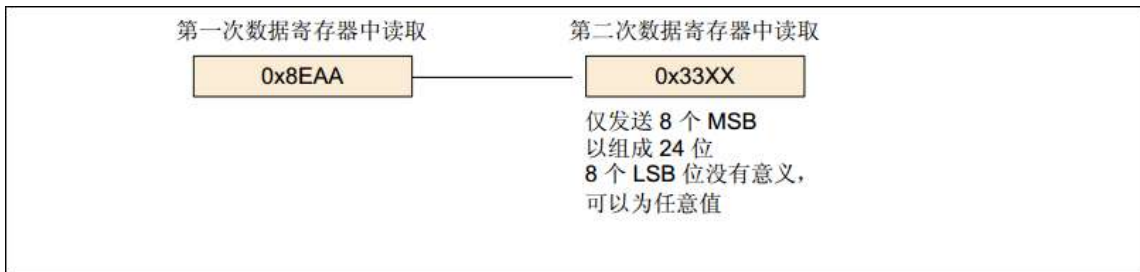 第一次数据寄存器中读取
第二次数据寄存器中读取
0x8EAA
0x33XX
仅发送 8 个 MSB
以组成 24 位
8 个 LSB 位没有意义，
可以为任意值